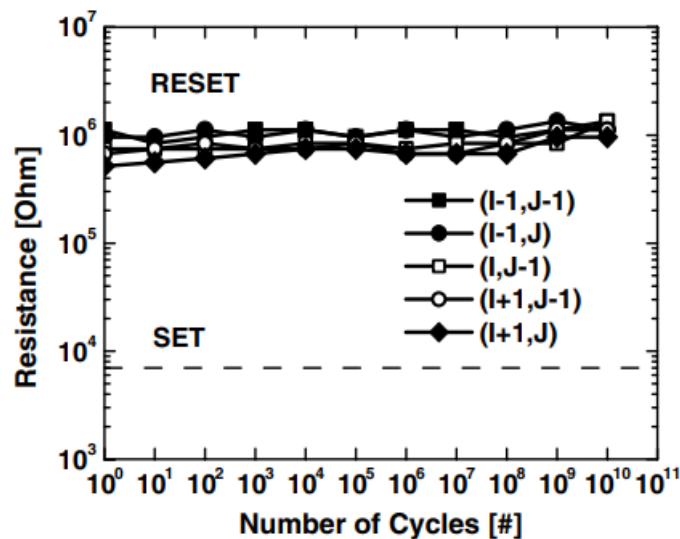 10⁷
RESET
10⁶
10⁵
10⁴
10³
Resistance [Ohm]
(I-1,J-1)
(I-1,J)
(I,J-1)
(I+1,J-1)
(I+1,J)
SET
10⁰ 10¹ 10² 10³ 10⁴ 10⁵ 10⁶ 10⁷ 10⁸ 10⁹ 10¹⁰ 10¹¹
Number of Cycles [#]